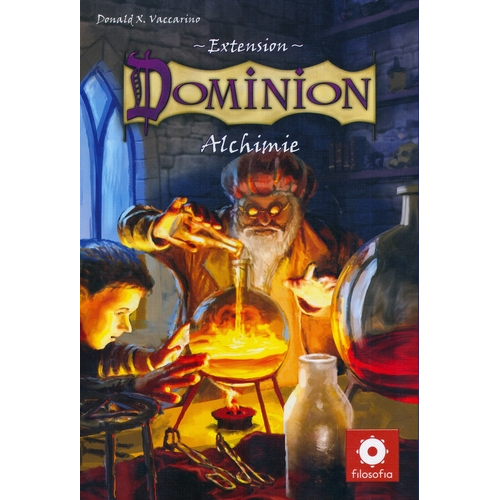 Donald X. Vaccarino
~Extension~
DOMINION
Alchimie
filosofia